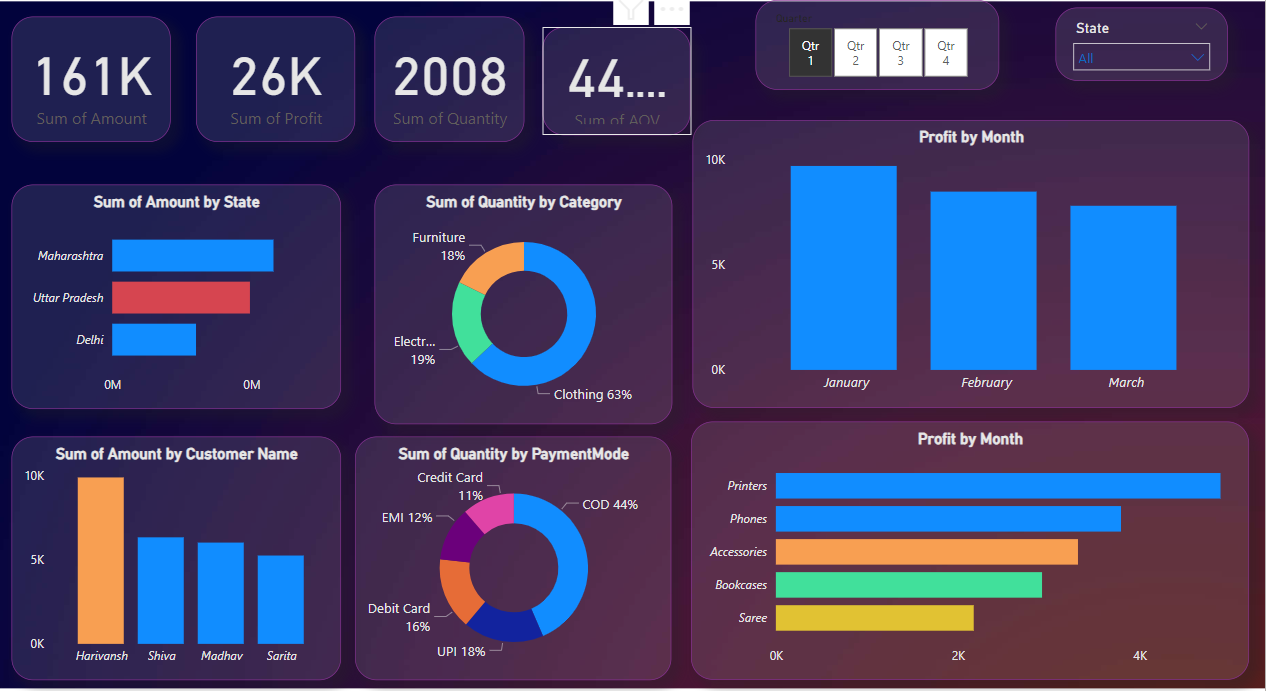 161K
Sum of Amount
26K
Sum of Profit
2008
Sum of Quantity
44....
Sum of AOV
Quarter
Qtr
1
Qtr
2
Qtr
3
Qtr
4
State
All
Sum of Amount by State
Maharashtra
Uttar Pradesh
Delhi
0M
0M
Sum of Quantity by Category
Furniture
18%
Electr...
19%
Clothing 63%
Profit by Month
10K
5K
0K
January
February
March
Sum of Amount by Customer Name
10K
5K
0K
Harivansh
Shiva
Madhav
Sarita
Sum of Quantity by PaymentMode
Credit Card
11%
COD 44%
EMI 12%
Debit Card
16%
UPI 18%
Profit by Month
Printers
Phones
Accessories
Bookcases
Saree
0K
2K
4K